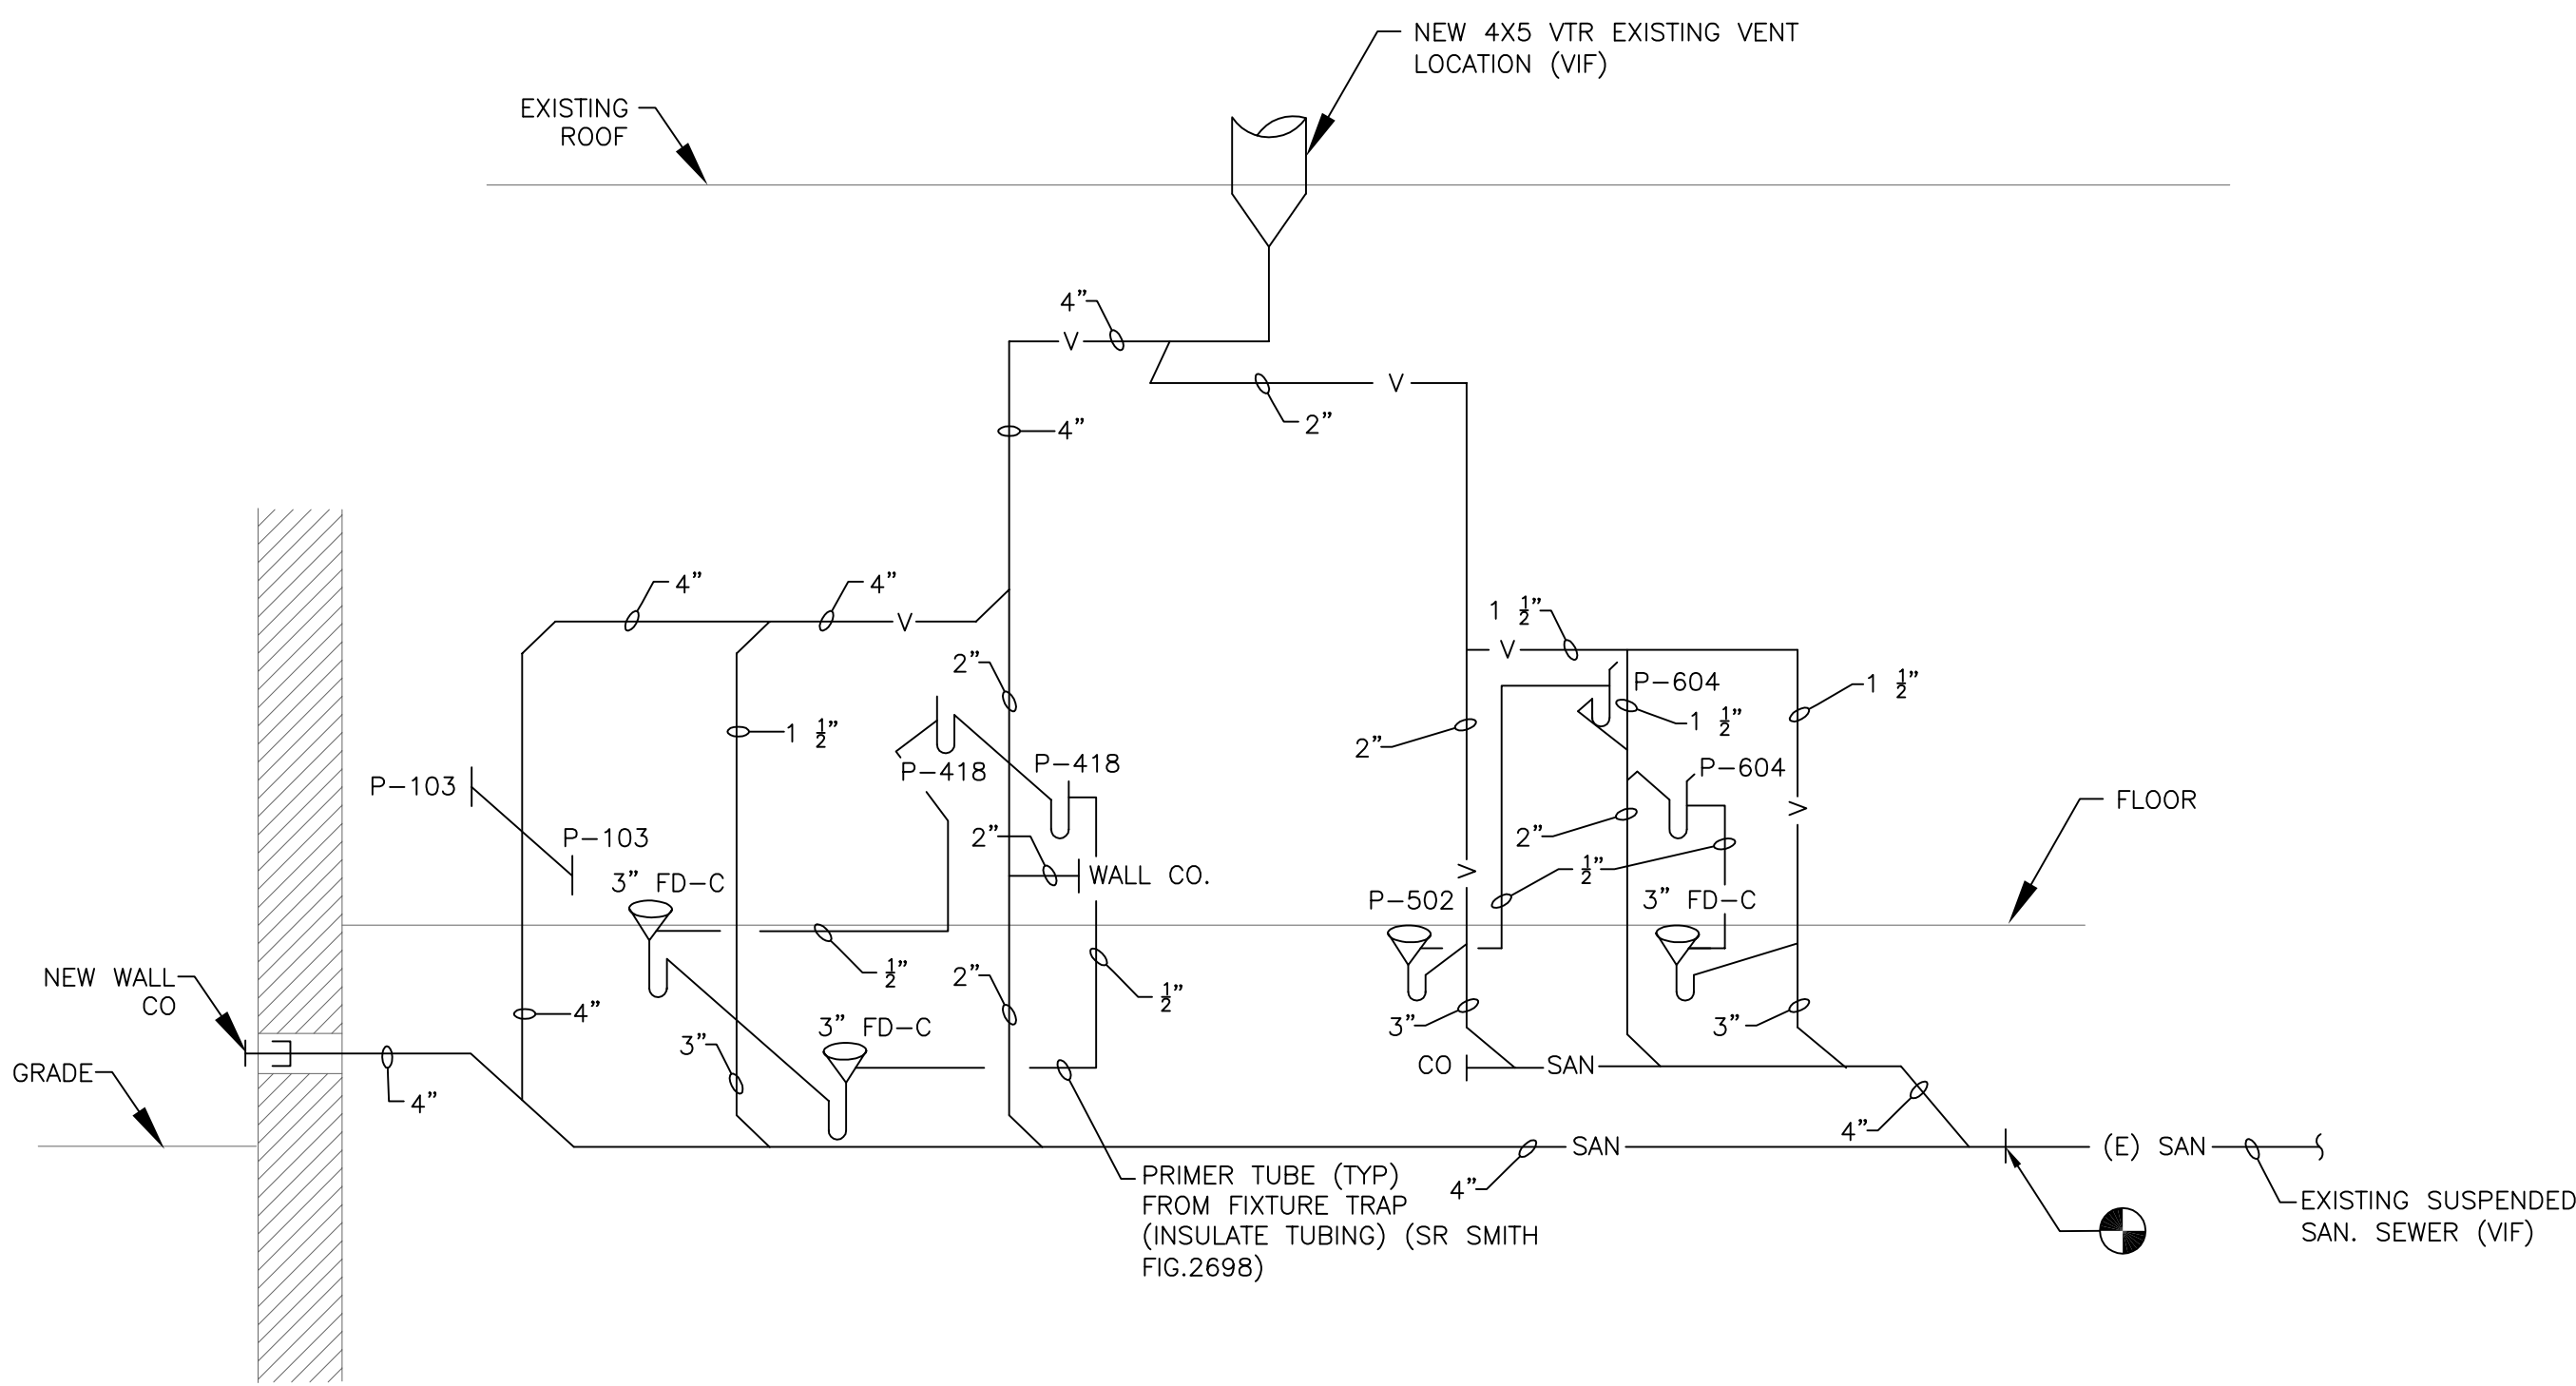 NEW 4X5 VTR EXISTING VENT
LOCATION (VIF)
EXISTING
ROOF
4"
V
V
2"
4"
4"
4"
V
1 1/2"
V
2"
P-604
1 1/2"
1 1/2"
1 1/2"
2"
P-418
P-418
P-604
P-103
FLOOR
P-103
2"
2"
V
1/2"
WALL CO.
V
3" FD-C
P-502
3" FD-C
NEW WALL
CO
1/2"
2"
1/2"
4"
3" FD-C
3"
3"
3"
GRADE
CO
SAN
4"
4"
SAN
(E) SAN
PRIMER TUBE (TYP)
FROM FIXTURE TRAP
(INSULATE TUBING) (SR SMITH
FIG.2698)
4"
EXISTING SUSPENDED
SAN. SEWER (VIF)